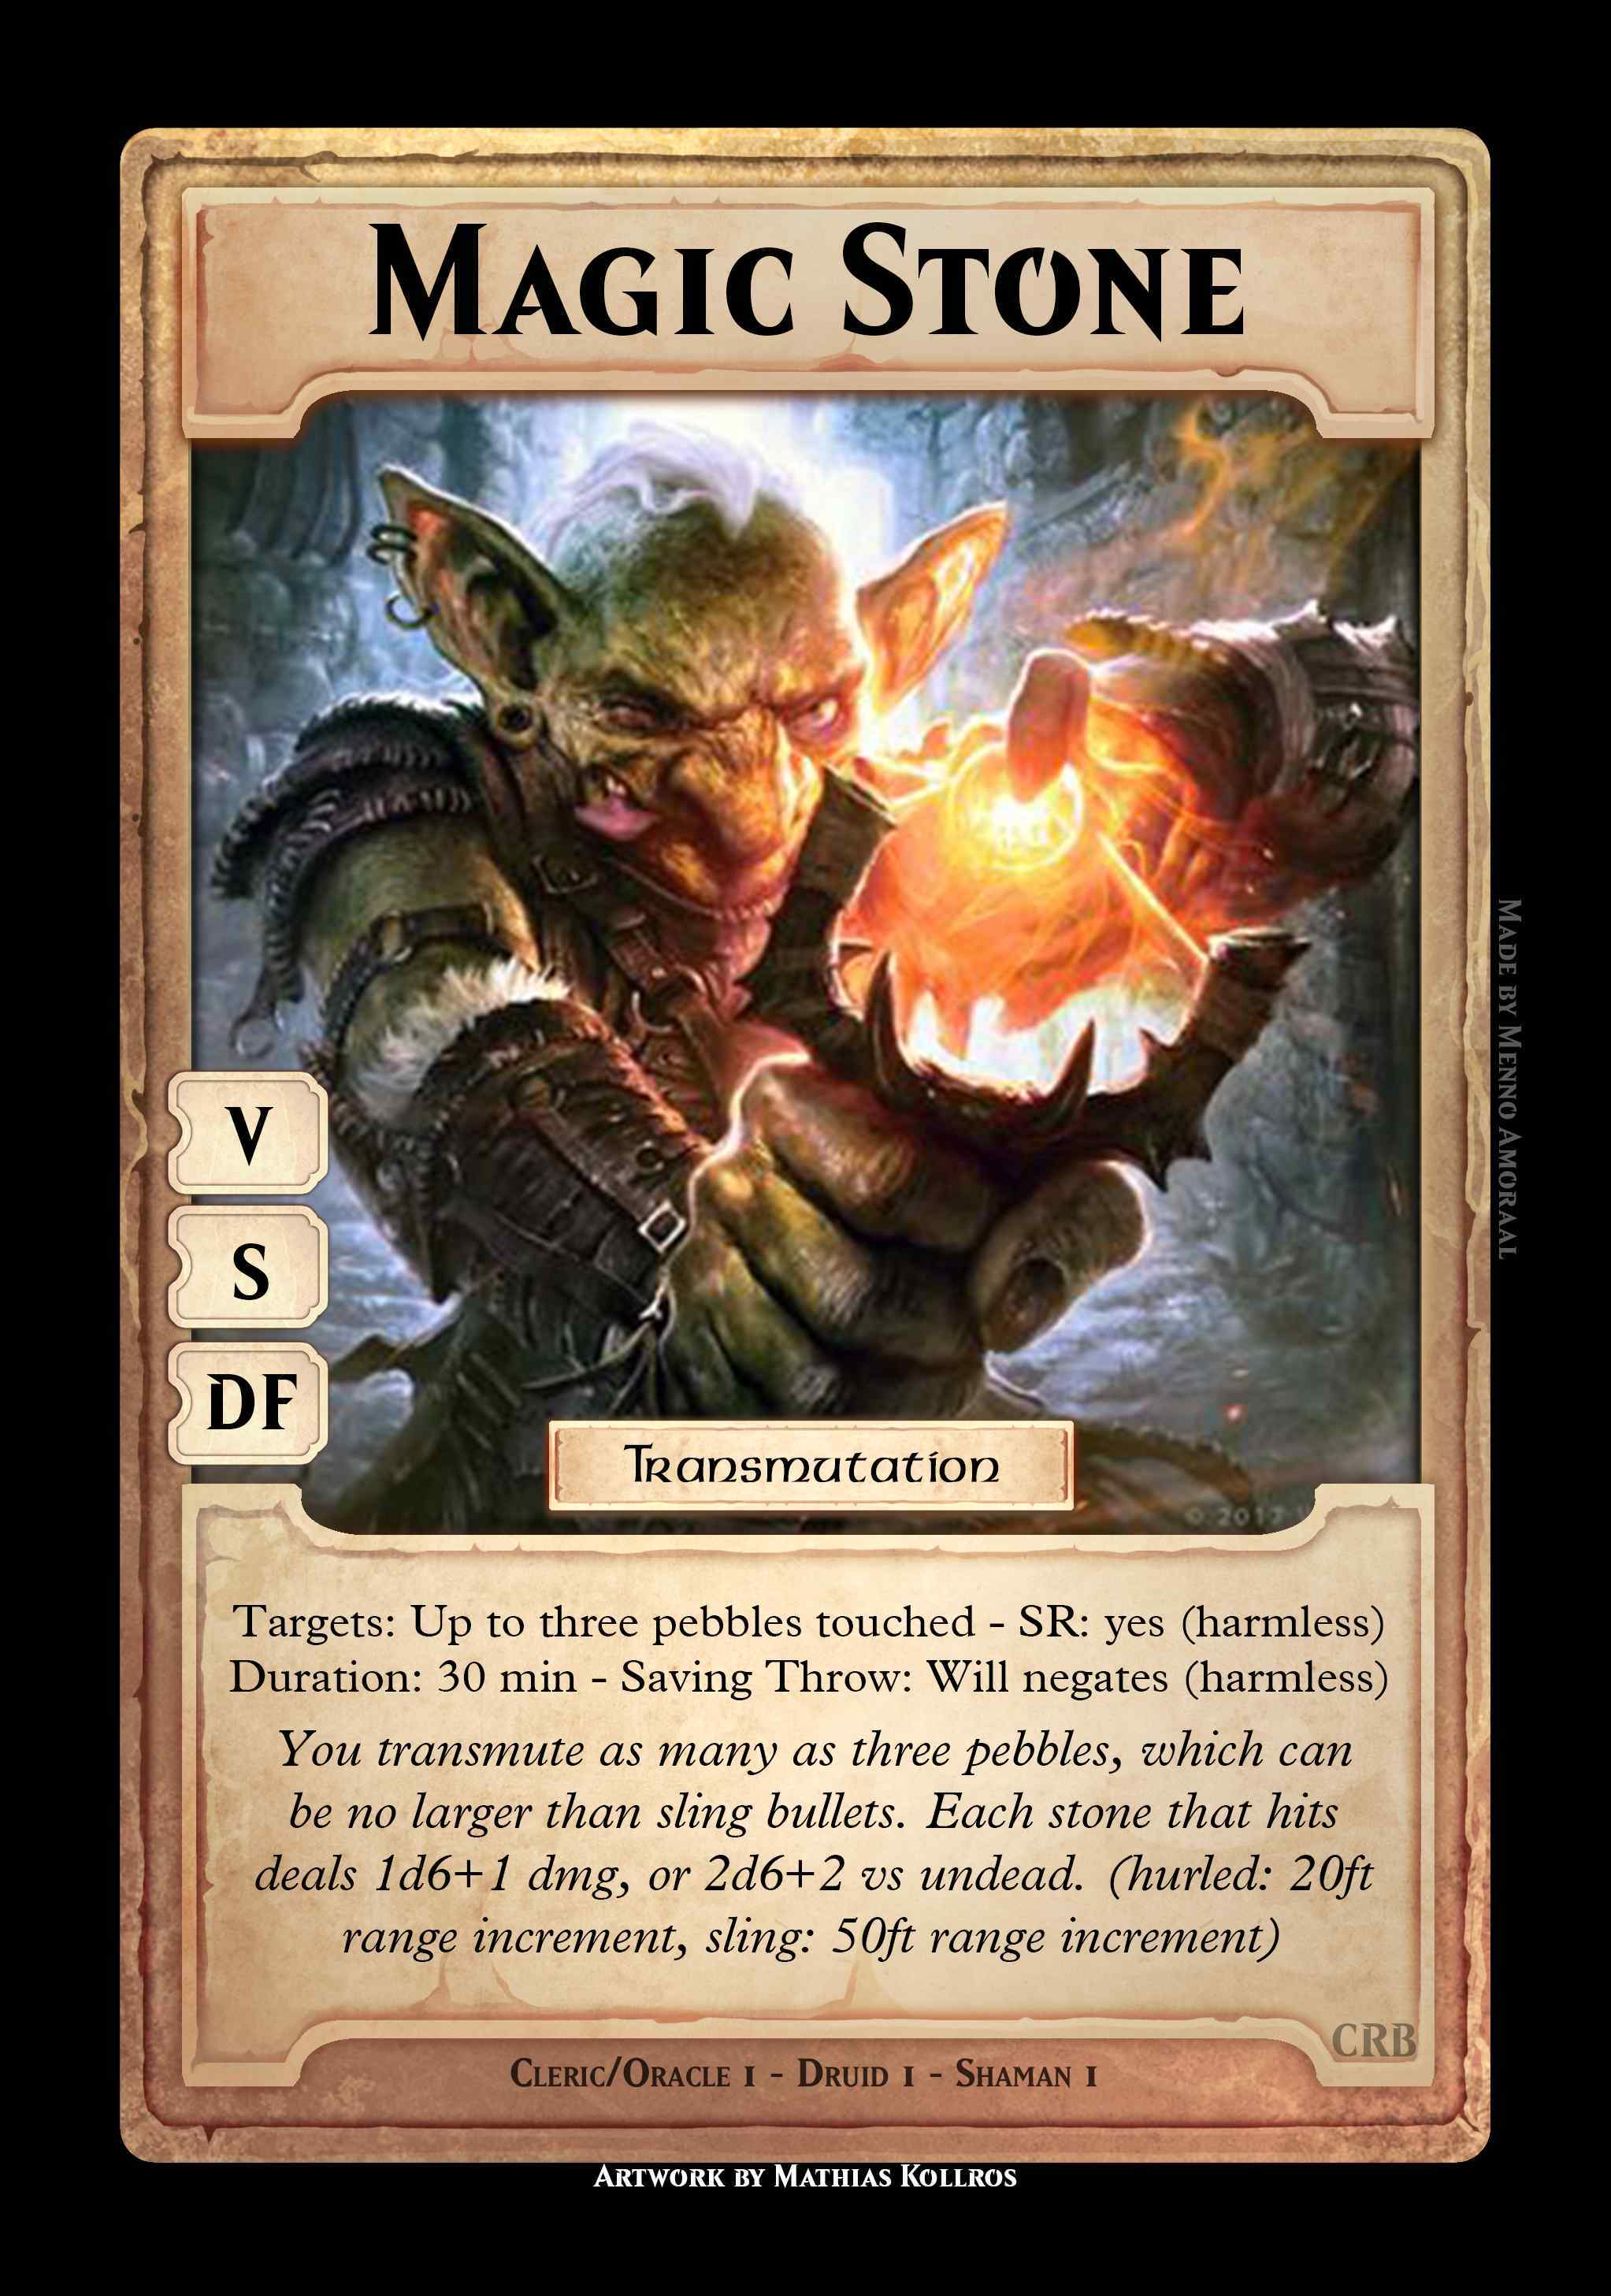 Magic Stone
V
S
DF
Transmutation
© 2017
Targets: Up to three pebbles touched - SR: yes (harmless)
Duration: 30 min - Saving Throw: Will negates (harmless)
You transmute as many as three pebbles, which can
be no larger than sling bullets. Each stone that hits
deals 1d6+1 dmg, or 2d6+2 vs undead. (hurled: 20ft
range increment, sling: 50ft range increment)
CRB
Cleric/Oracle 1 - Druid 1 - Shaman 1
Artwork by Mathias Kollros
Made by Menno Amoraal